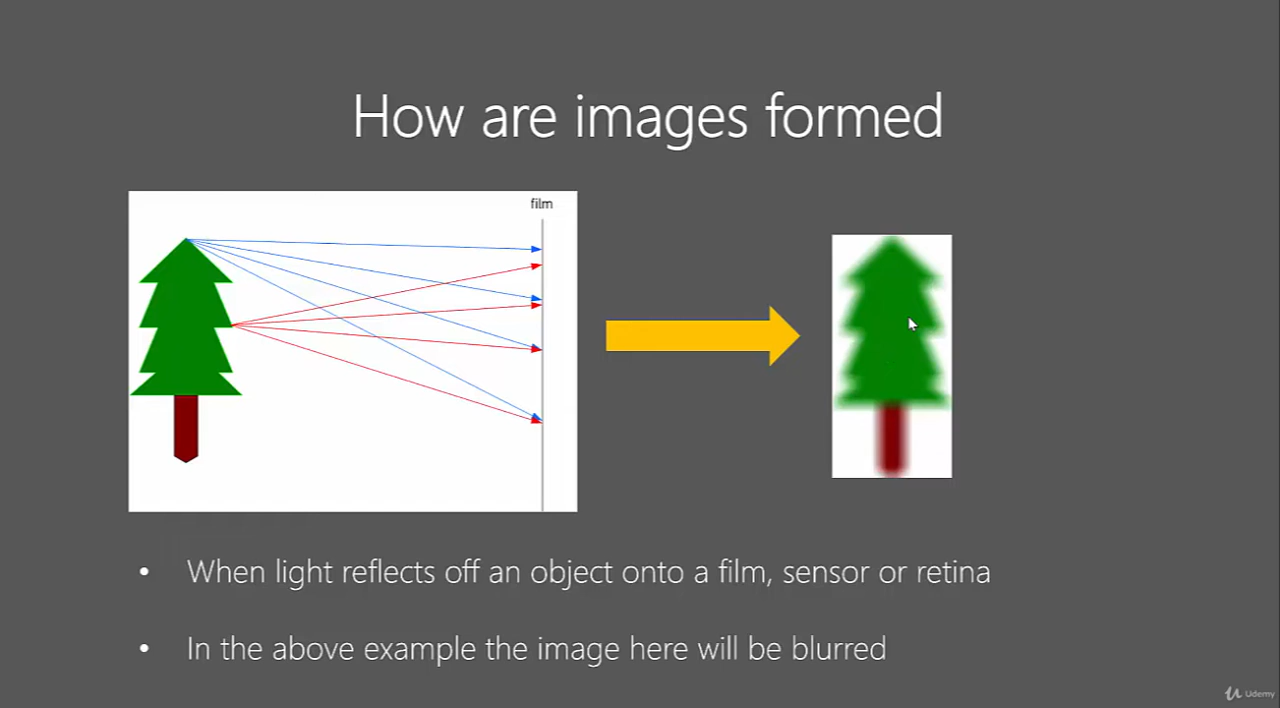 How are images formed
film
• When light reflects off an object onto a film, sensor or retina
• In the above example the image here will be blurred
Udemy